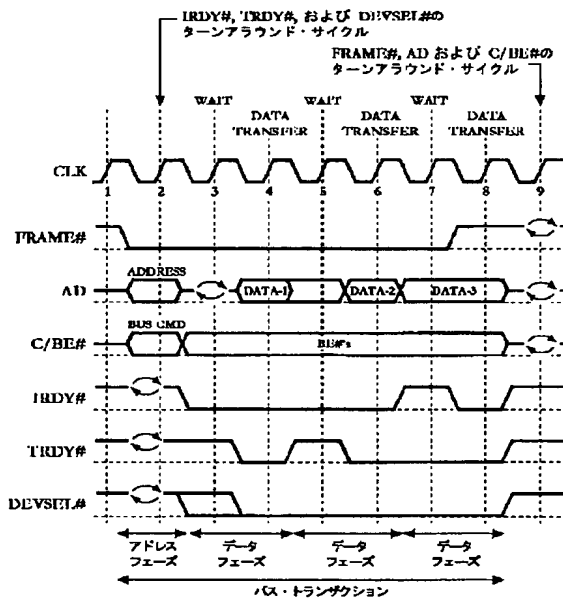 IRDY#, TRDY#, および DEVSEL#の
ターンアラウンド・サイクル
FRAME#, AD および C/BE#の
ターンアラウンド・サイクル
WAIT
WAIT
WAIT
DATA
TRANSFER
DATA
TRANSFER
DATA
TRANSFER
CLK
1 2 3 4 5 6 7 8 9
FRAME#
ADDRESS
AD
DATA-1
DATA-2
DATA-3
BUS CMD
C/BE#
BE#'s
IRDY#
TRDY#
DEVSEL#
アドレス
フェーズ
データ
フェーズ
データ
フェーズ
データ
フェーズ
バス・トランザクション